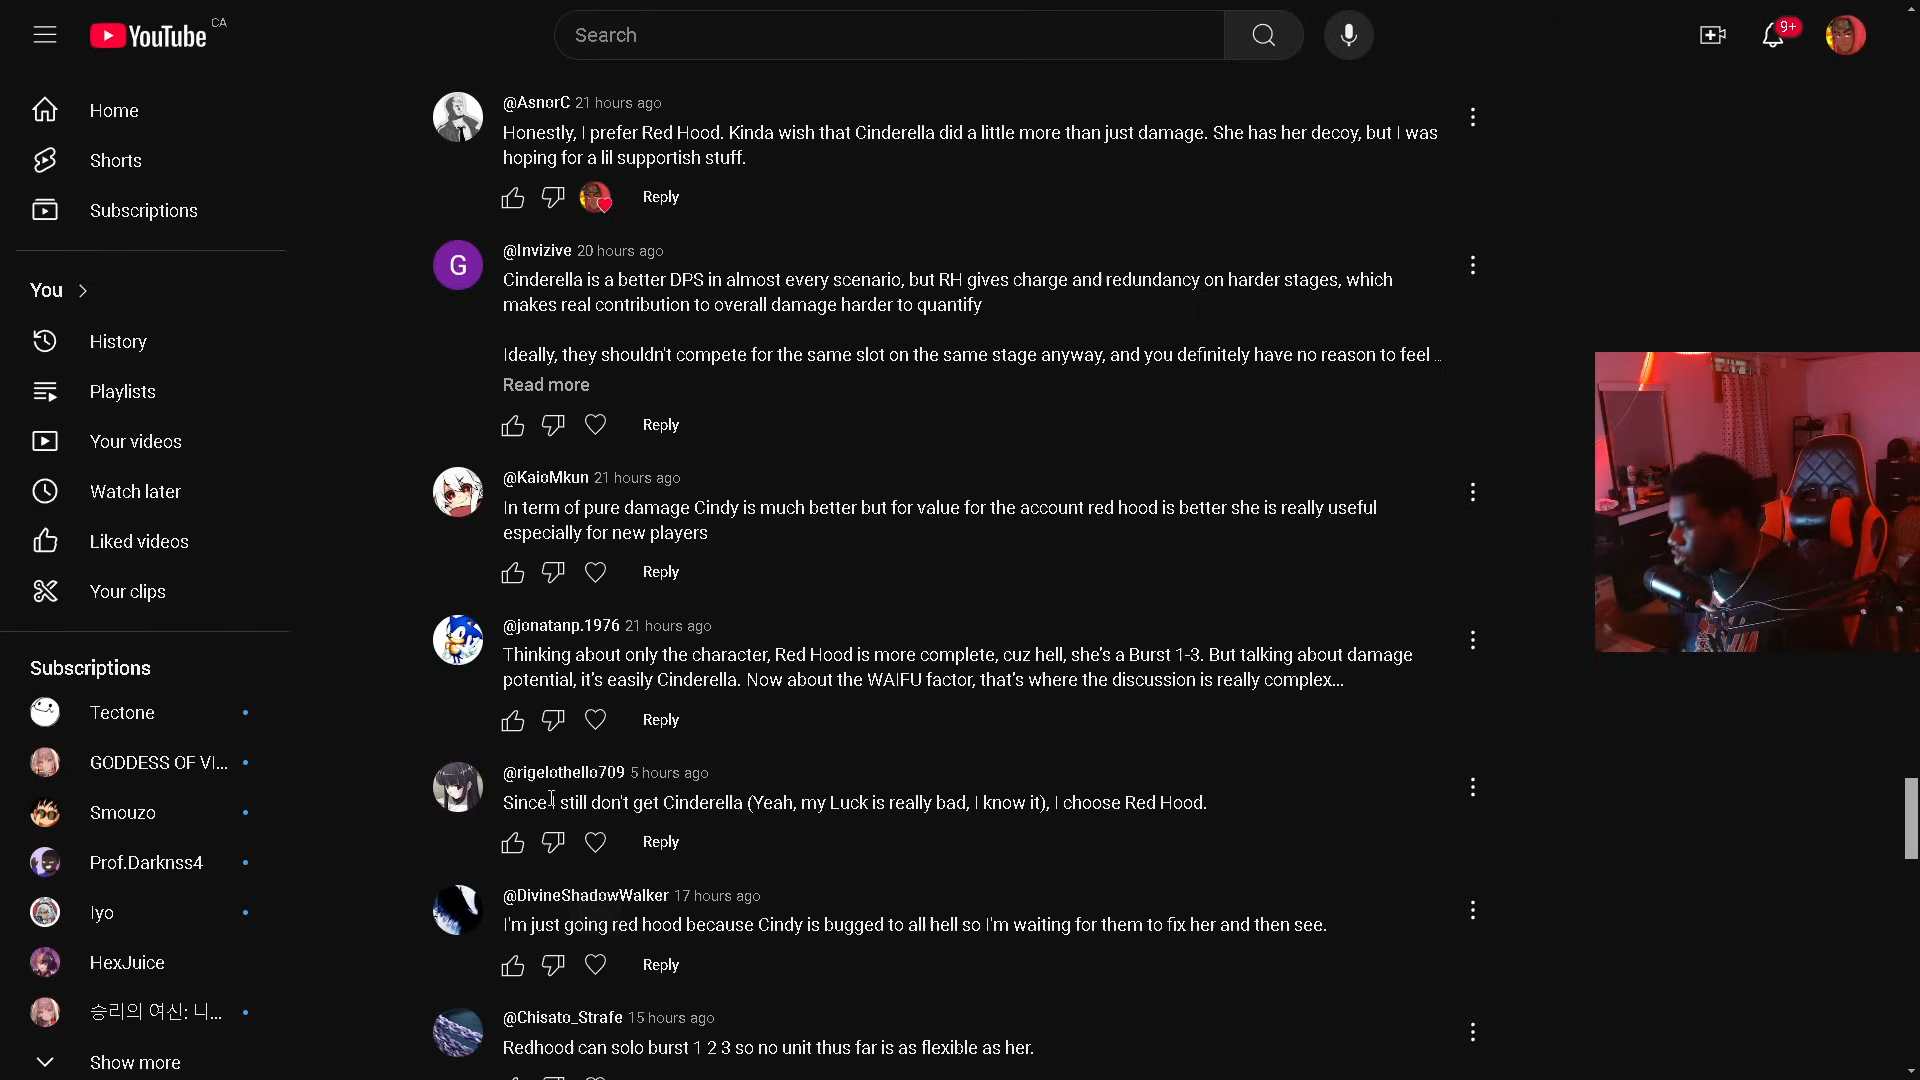 YouTube CA
Search
9+
Home
Shorts
Subscriptions
You
History
Playlists
Your videos
Watch later
Liked videos
Your clips
Subscriptions
Tectone
GODDESS OF VI...
Smouzo
Prof.Darknss4
Iyo
HexJuice
승리의 여신: 니...
Show more
@AsnorC 21 hours ago
Honestly, I prefer Red Hood. Kinda wish that Cinderella did a little more than just damage. She has her decoy, but I was
hoping for a lil supportish stuff.
Reply
G
@Invizive 20 hours ago
Cinderella is a better DPS in almost every scenario, but RH gives charge and redundancy on harder stages, which
makes real contribution to overall damage harder to quantify
Ideally, they shouldn't compete for the same slot on the same stage anyway, and you definitely have no reason to feel ...
Read more
Reply
@KaioMkun 21 hours ago
In term of pure damage Cindy is much better but for value for the account red hood is better she is really useful
especially for new players
Reply
@jonatanp.1976 21 hours ago
Thinking about only the character, Red Hood is more complete, cuz hell, she's a Burst 1-3. But talking about damage
potential, it's easily Cinderella. Now about the WAIFU factor, that's where the discussion is really complex...
Reply
@rigelothello709 5 hours ago
Since I still don't get Cinderella (Yeah, my Luck is really bad, I know it), I choose Red Hood.
Reply
@DivineShadowWalker 17 hours ago
I'm just going red hood because Cindy is bugged to all hell so I'm waiting for them to fix her and then see.
Reply
@Chisato_Strafe 15 hours ago
Redhood can solo burst 1 2 3 so no unit thus far is as flexible as her.